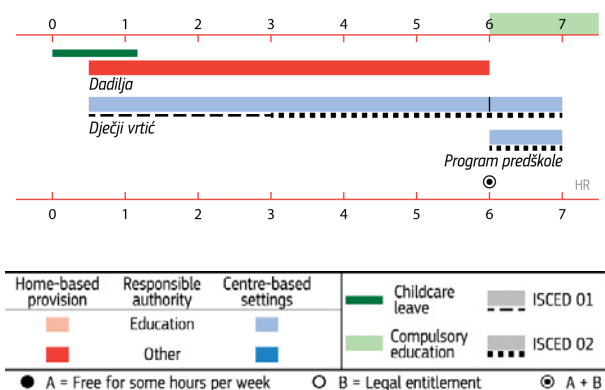 0 1 2 3 4 5 6 7
Dadilja
Dječji vrtić
Program predškole
HR
0 1 2 3 4 5 6 7
Home-based provision
Responsible authority
Centre-based settings
Education
Other
Childcare leave
ISCED 01
Compulsory education
ISCED 02
A = Free for some hours per week
B = Legal entitlement
A + B